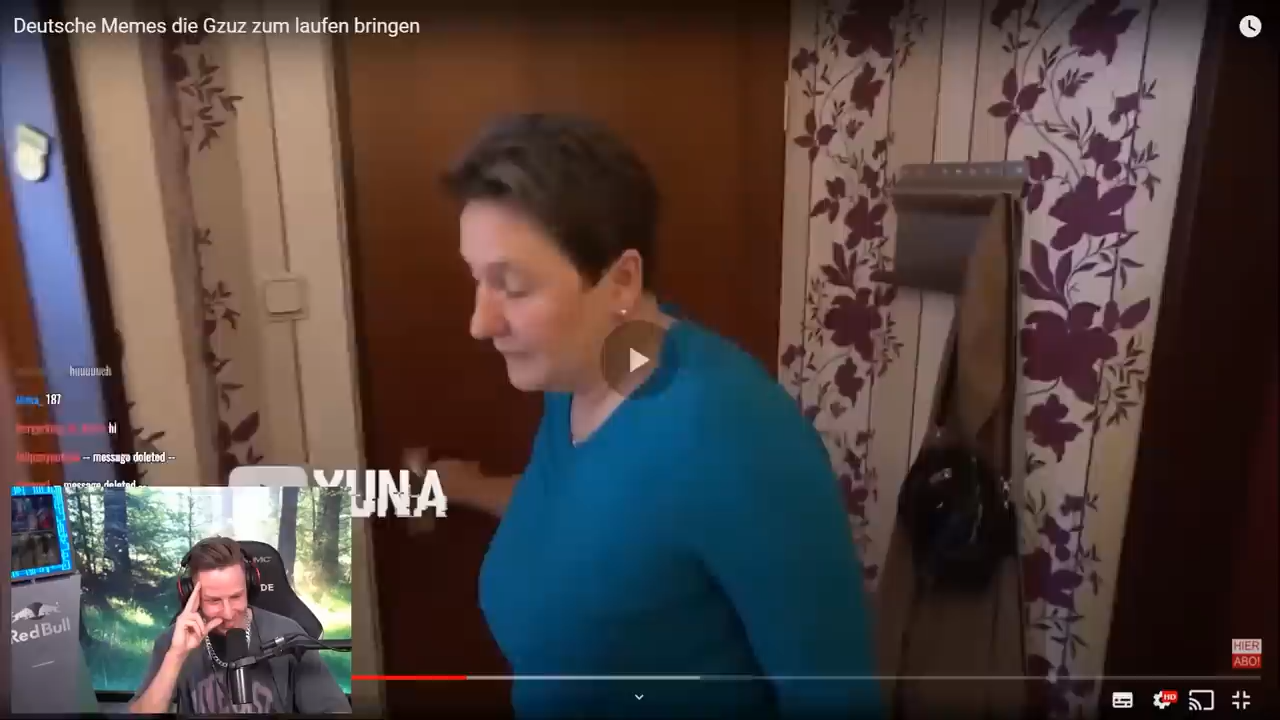 Deutsche Memes die Gzuz zum laufen bringen
huuuuuch
187
hi
-- message deleted --
message deleted --
YUNA
MC
DE
Red Bull
HD
HIER
ABO!